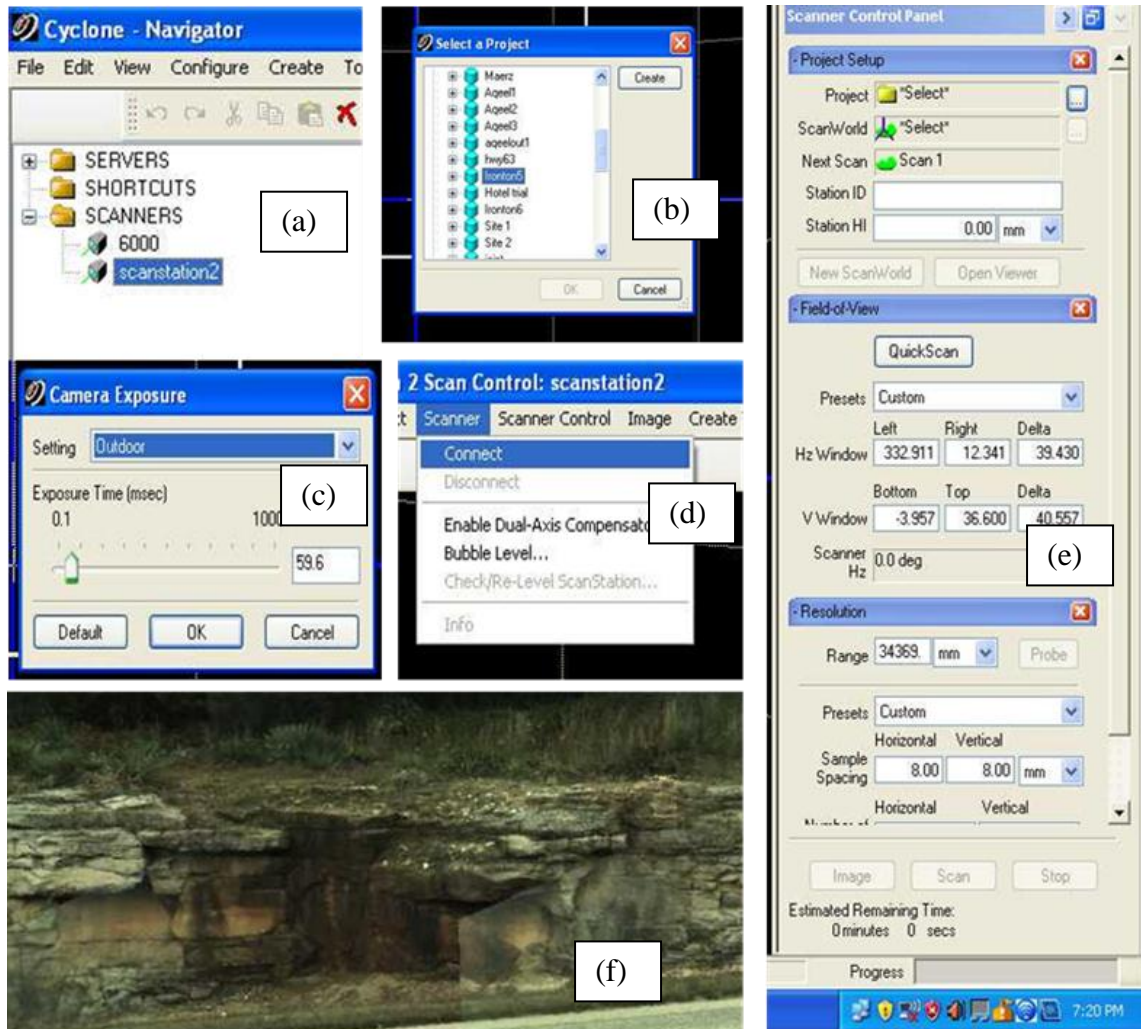 Cyclone - Navigator
File Edit View Configure Create To
SERVERS
SHORTCUTS
SCANNERS
6000
scanstation2
(a)
Select a Project
Maerz
Aqeel1
Aqeel2
Aqeel3
aqeelout1
hwy63
Ironton5
Hotel trial
Ironton6
Site 1
Site 2
Create
OK Cancel
(b)
Camera Exposure
Setting Outdoor
Exposure Time (msec)
0.1 1000
59.6
Default OK Cancel
(c)
2 Scan Control: scanstation2
Scanner Scanner Control Image Create
Connect
Disconnect
Enable Dual-Axis Compensato
Bubble Level...
Check/Re-Level ScanStation...
Info
(d)
Scanner Control Panel
- Project Setup
Project *Select* ...
ScanWorld *Select* ...
Next Scan Scan 1
Station ID
Station HI 0.00 mm
New ScanWorld Open Viewer
- Field-of-View
QuickScan
Presets Custom
Left Right Delta
Hz Window 332.911 12.341 39.430
Bottom Top Delta
V Window -3.957 36.600 40.557
Scanner Hz 0.0 deg
(e)
- Resolution
Range 34369. mm Probe
Presets Custom
Horizontal Vertical
Sample Spacing 8.00 8.00 mm
Horizontal Vertical
Image Scan Stop
Estimated Remaining Time:
0 minutes 0 secs
Progress
7:20 PM
(f)